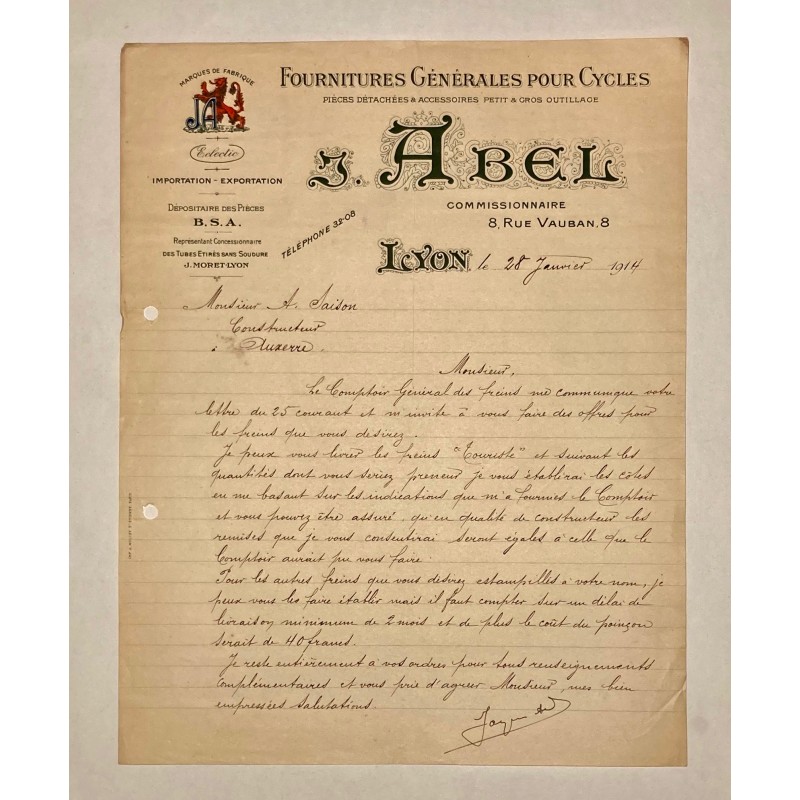 MARQUES DE FABRIQUE
JA
Eclectic
IMPORTATION - EXPORTATION
DÉPOSITAIRE DES PIÈCES
B.S.A.
Représentant Concessionnaire
DES TUBES ETIRÉS SANS SOUDURE
J. MORET-LYON
FOURNITURES GÉNÉRALES POUR CYCLES
PIÈCES DÉTACHÉES & ACCESSOIRES PETIT & GROS OUTILLAGE
J. ABEL
COMMISSIONNAIRE
8, RUE VAUBAN, 8
TÉLÉPHONE 32-08
LYON le 28 Janvier 1914
Monsieur A. Saison
Constructeur
à Auxerre.
Monsieur,
Le Comptoir Général des freins me communique votre
lettre du 25 courant et m'invite à vous faire des offres pour
les freins que vous desirez.
Je peux vous livrer les freins "Touriste" et suivant les
quantités dont vous seriez preneur je vous établirai les côtes
en me basant sur les indications que m'a fournies le Comptoir
et vous pouvez être assuré, qu'en qualité de constructeur les
remises que je vous consentirai seront égales à celle que le
Comptoir aurait pu vous faire.
Pour les autres freins que vous désirez estampillés à votre nom, je
peux vous les faire établir mais il faut compter sur un délai de
livraison minimum de 2 mois et de plus le coût du poinçon
serait de 40 francs.
Je reste entièrement à vos ordres pour tous renseignements
complémentaires et vous prie d'agréer Monsieur, mes bien
empressées salutations.